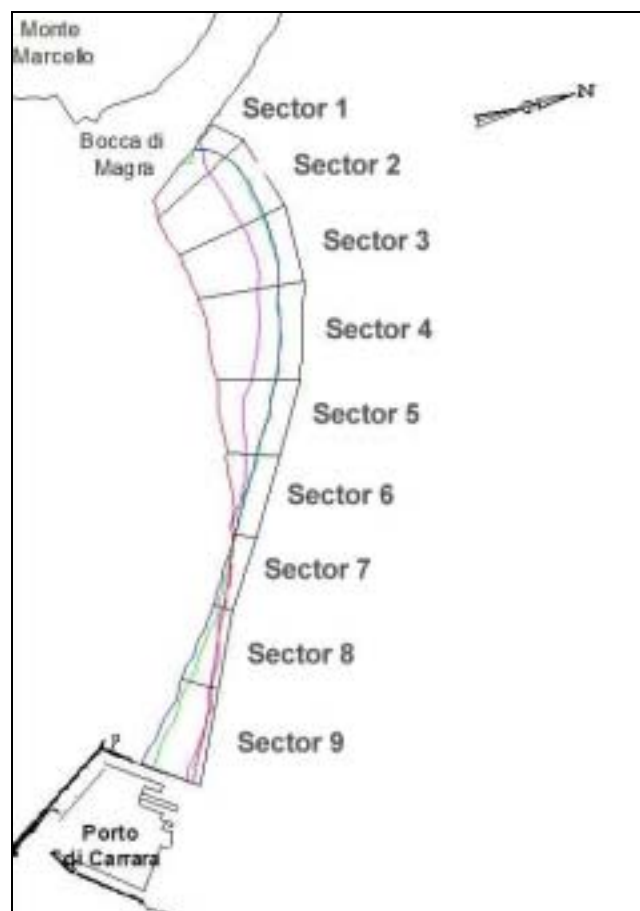 Monte
Marcello
Sector 1
N
Bocca di
Magra
Sector 2
Sector 3
Sector 4
Sector 5
Sector 6
Sector 7
Sector 8
Sector 9
Porto
di Carrara